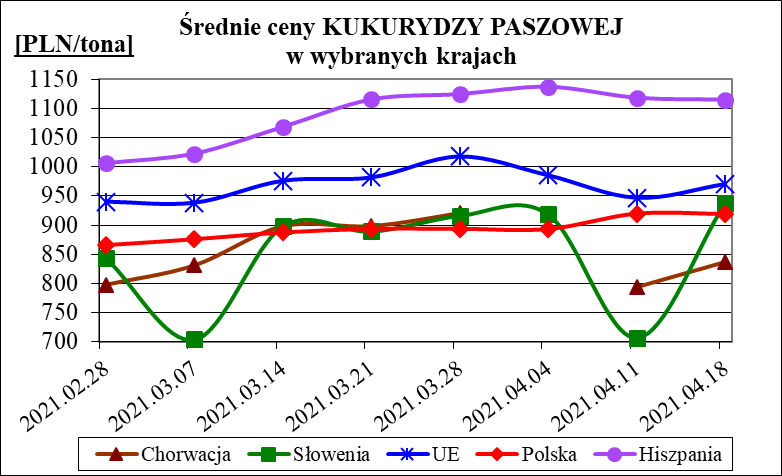 Średnie ceny KUKURYDZY PASZOWEJ
w wybranych krajach
[PLN/tona]
1150
1100
1050
1000
950
900
850
800
750
700
2021.02.28
2021.03.07
2021.03.14
2021.03.21
2021.03.28
2021.04.04
2021.04.11
2021.04.18
Chorwacja
Słowenia
UE
Polska
Hiszpania